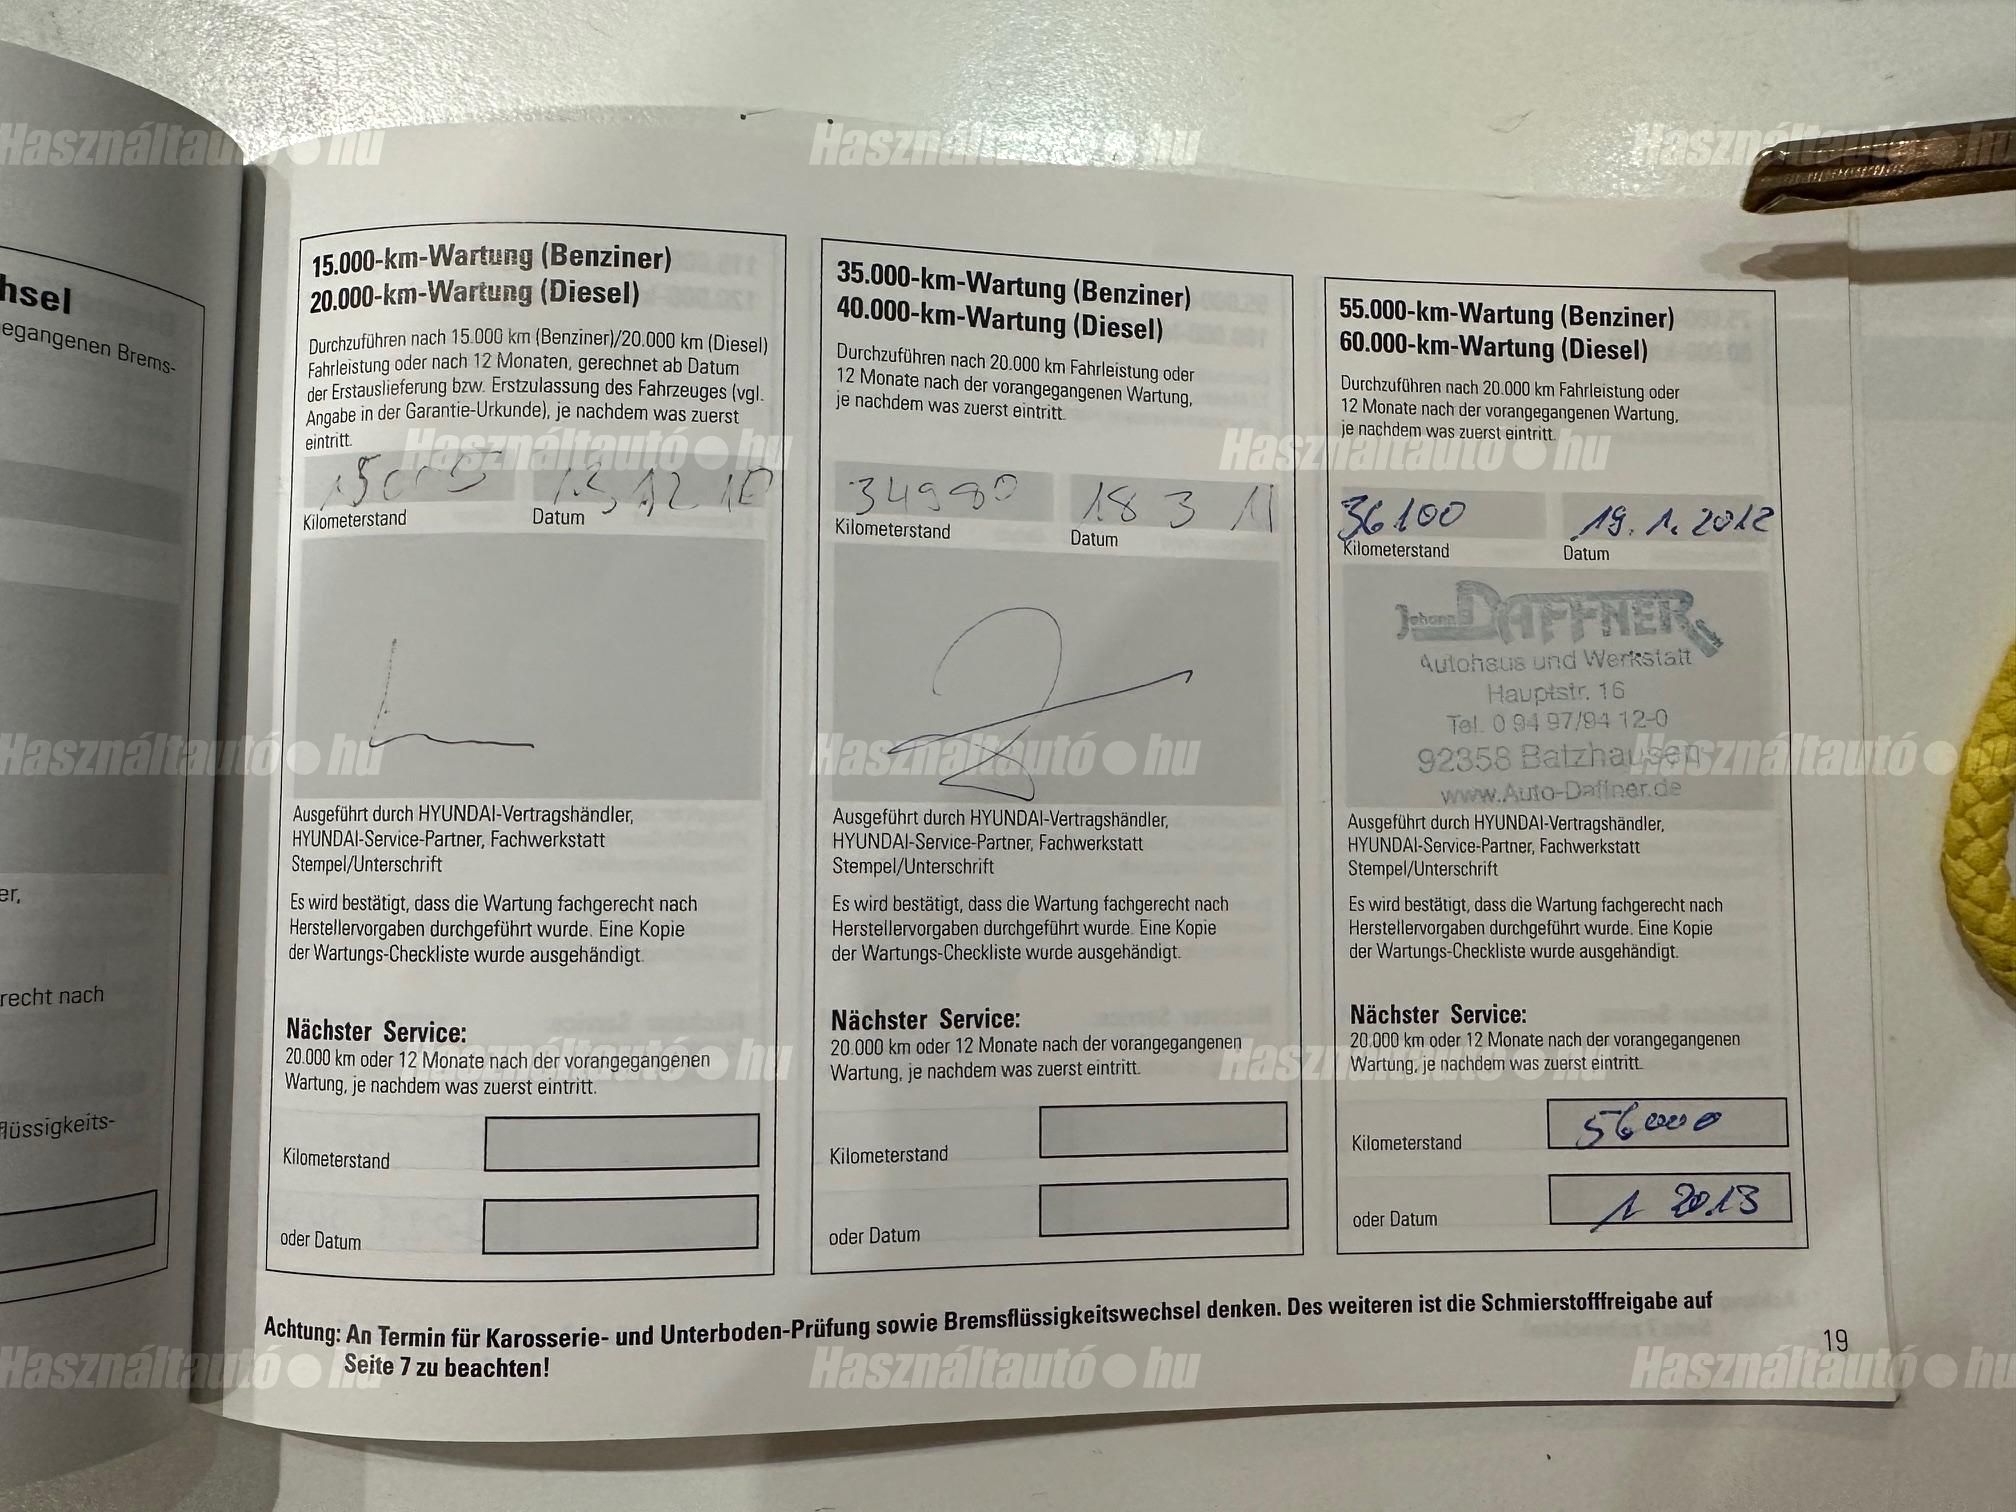 hsel
egangenen Brems-
er,
recht nach
lüssigkeits-
15.000-km-Wartung (Benziner)
20.000-km-Wartung (Diesel)
Durchzuführen nach 15.000 km (Benziner)/20.000 km (Diesel)
Fahrleistung oder nach 12 Monaten, gerechnet ab Datum
der Erstauslieferung bzw. Erstzulassung des Fahrzeuges (vgl.
Angabe in der Garantie-Urkunde), je nachdem was zuerst
eintritt.
13,12 10
Kilometerstand Datum
Ausgeführt durch HYUNDAI-Vertragshändler,
HYUNDAI-Service-Partner, Fachwerkstatt
Stempel/Unterschrift
Es wird bestätigt, dass die Wartung fachgerecht nach
Herstellervorgaben durchgeführt wurde. Eine Kopie
der Wartungs-Checkliste wurde ausgehändigt.
Nächster Service:
20.000 km oder 12 Monate nach der vorangegangenen
Wartung, je nachdem was zuerst eintritt.
Kilometerstand
oder Datum
35.000-km-Wartung (Benziner)
40.000-km-Wartung (Diesel)
Durchzuführen nach 20.000 km Fahrleistung oder
12 Monate nach der vorangegangenen Wartung,
je nachdem was zuerst eintritt.
34980 18 3 11
Kilometerstand Datum
Ausgeführt durch HYUNDAI-Vertragshändler,
HYUNDAI-Service-Partner, Fachwerkstatt
Stempel/Unterschrift
Es wird bestätigt, dass die Wartung fachgerecht nach
Herstellervorgaben durchgeführt wurde. Eine Kopie
der Wartungs-Checkliste wurde ausgehändigt.
Nächster Service:
20.000 km oder 12 Monate nach der vorangegangenen
Wartung, je nachdem was zuerst eintritt.
Kilometerstand
oder Datum
55.000-km-Wartung (Benziner)
60.000-km-Wartung (Diesel)
Durchzuführen nach 20.000 km Fahrleistung oder
12 Monate nach der vorangegangenen Wartung,
je nachdem was zuerst eintritt.
36100 19.1.2012
Kilometerstand Datum
Johann DAFFNER
Autohaus und Werkstatt
Hauptstr. 16
Tel. 0 94 97/94 12-0
92358 Batzhausen
www.Auto-Daffner.de
Ausgeführt durch HYUNDAI-Vertragshändler,
HYUNDAI-Service-Partner, Fachwerkstatt
Stempel/Unterschrift
Es wird bestätigt, dass die Wartung fachgerecht nach
Herstellervorgaben durchgeführt wurde. Eine Kopie
der Wartungs-Checkliste wurde ausgehändigt.
Nächster Service:
20.000 km oder 12 Monate nach der vorangegangenen
Wartung, je nachdem was zuerst eintritt.
Kilometerstand 56000
oder Datum 1 2013
Achtung: An Termin für Karosserie- und Unterboden-Prüfung sowie Bremsflüssigkeitswechsel denken. Des weiteren ist die Schmierstofffreigabe auf
Seite 7 zu beachten!
19
Használtautó.hu